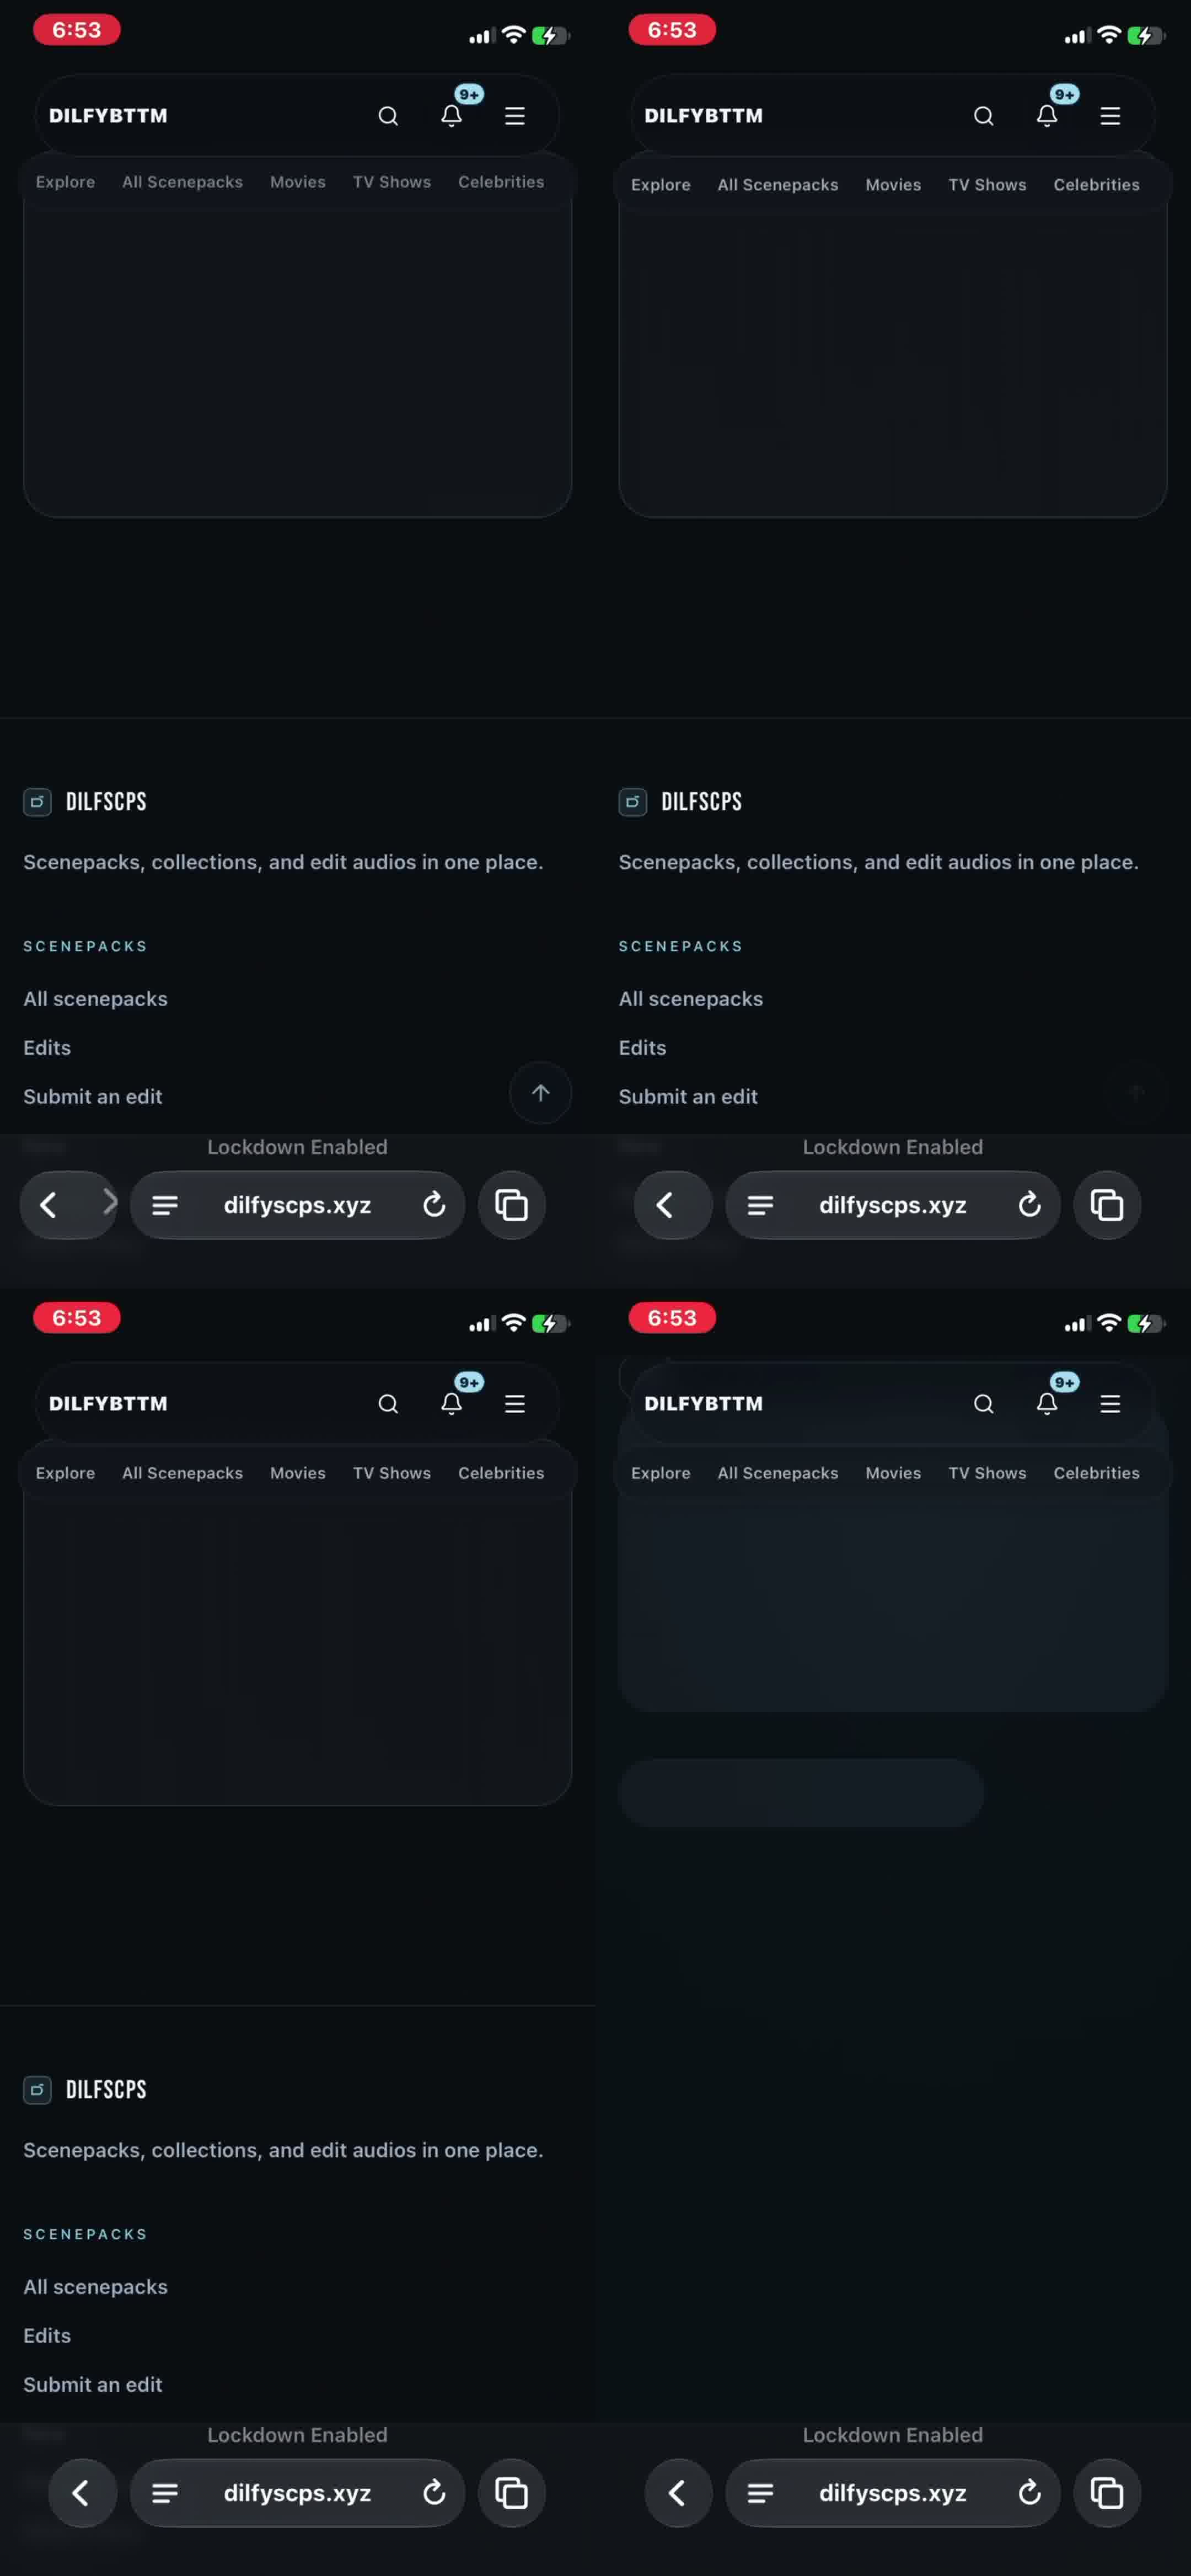 6:53
DILFYBTTM
9+
Explore All Scenepacks Movies TV Shows Celebrities
DILFSCPS
Scenepacks, collections, and edit audios in one place.
SCENEPACKS
All scenepacks
Edits
Submit an edit
Lockdown Enabled
dilfyscps.xyz
6:53
DILFYBTTM
9+
Explore All Scenepacks Movies TV Shows Celebrities
DILFSCPS
Scenepacks, collections, and edit audios in one place.
SCENEPACKS
All scenepacks
Edits
Submit an edit
Lockdown Enabled
dilfyscps.xyz
6:53
DILFYBTTM
9+
Explore All Scenepacks Movies TV Shows Celebrities
DILFSCPS
Scenepacks, collections, and edit audios in one place.
SCENEPACKS
All scenepacks
Edits
Submit an edit
Lockdown Enabled
dilfyscps.xyz
6:53
DILFYBTTM
9+
Explore All Scenepacks Movies TV Shows Celebrities
Lockdown Enabled
dilfyscps.xyz